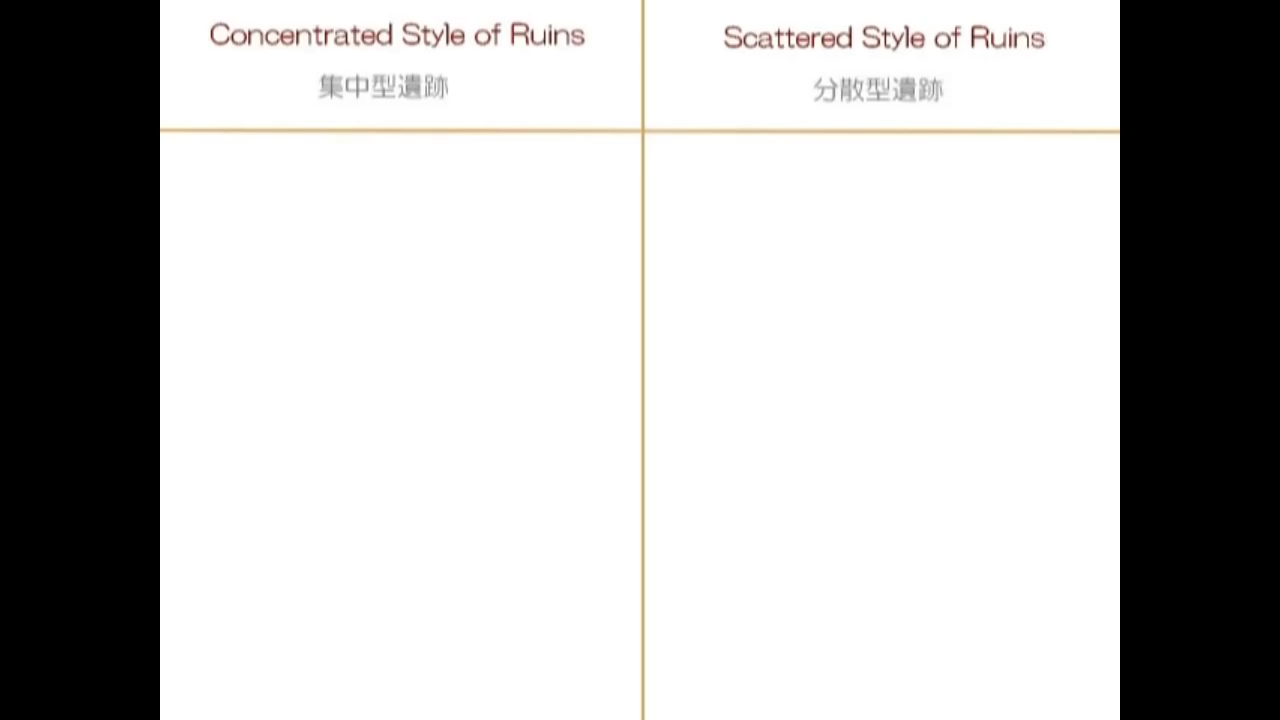 Concentrated Style of Ruins
集中型遺跡
Scattered Style of Ruins
分散型遺跡